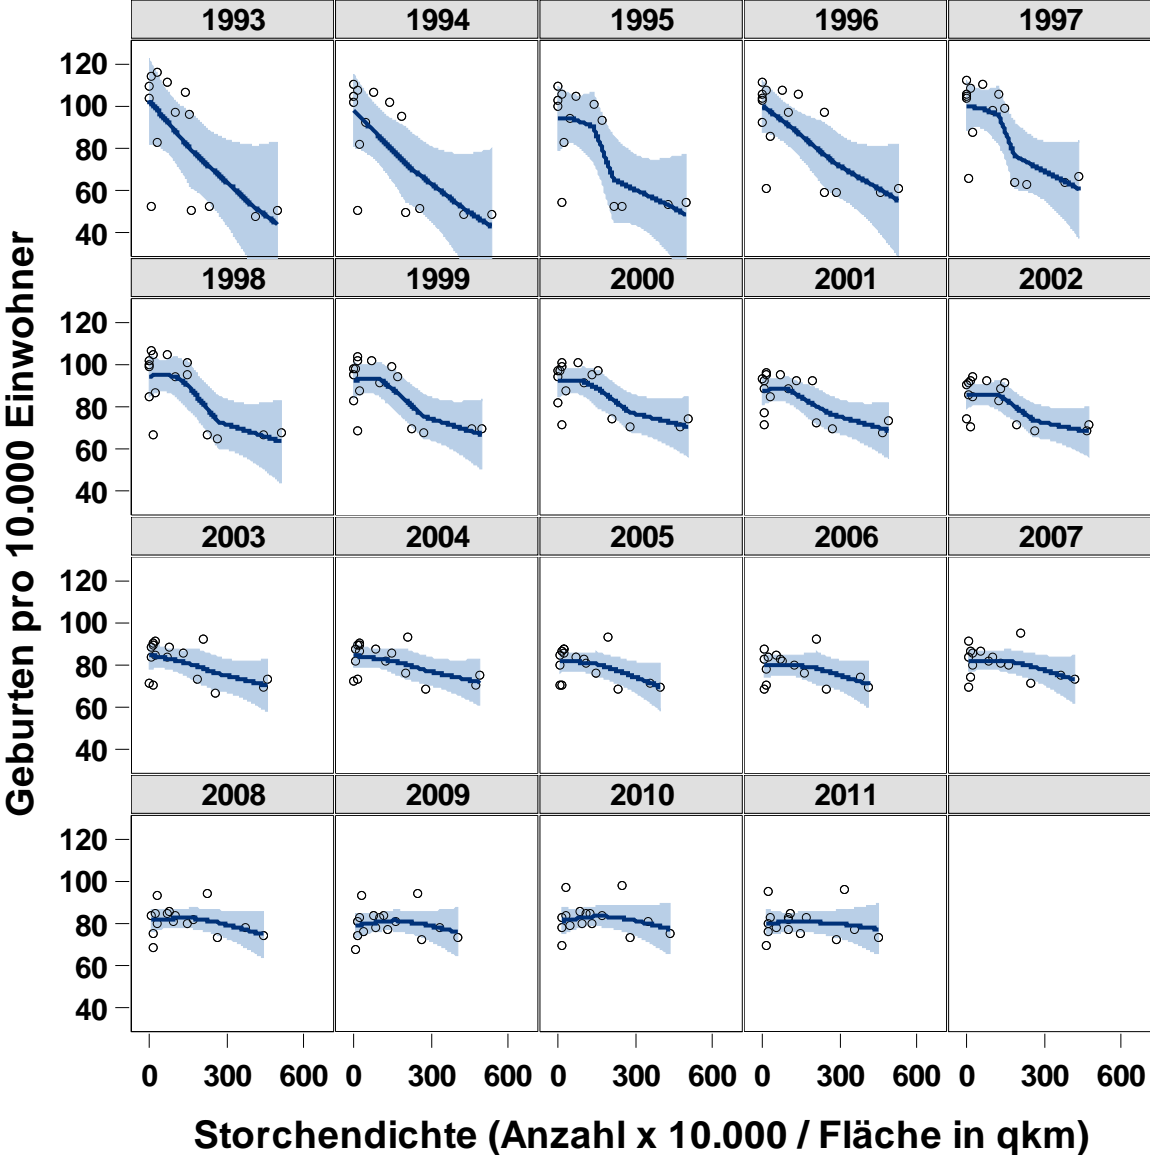 1993 1994 1995 1996 1997
120
100
80
60
40
1998 1999 2000 2001 2002
120
100
80
60
40
2003 2004 2005 2006 2007
120
100
80
60
40
2008 2009 2010 2011
120
100
80
60
40
0 300 600 0 300 600 0 300 600 0 300 600 0 300 600
Storchendichte (Anzahl x 10.000 / Fläche in qkm)
Geburten pro 10.000 Einwohner